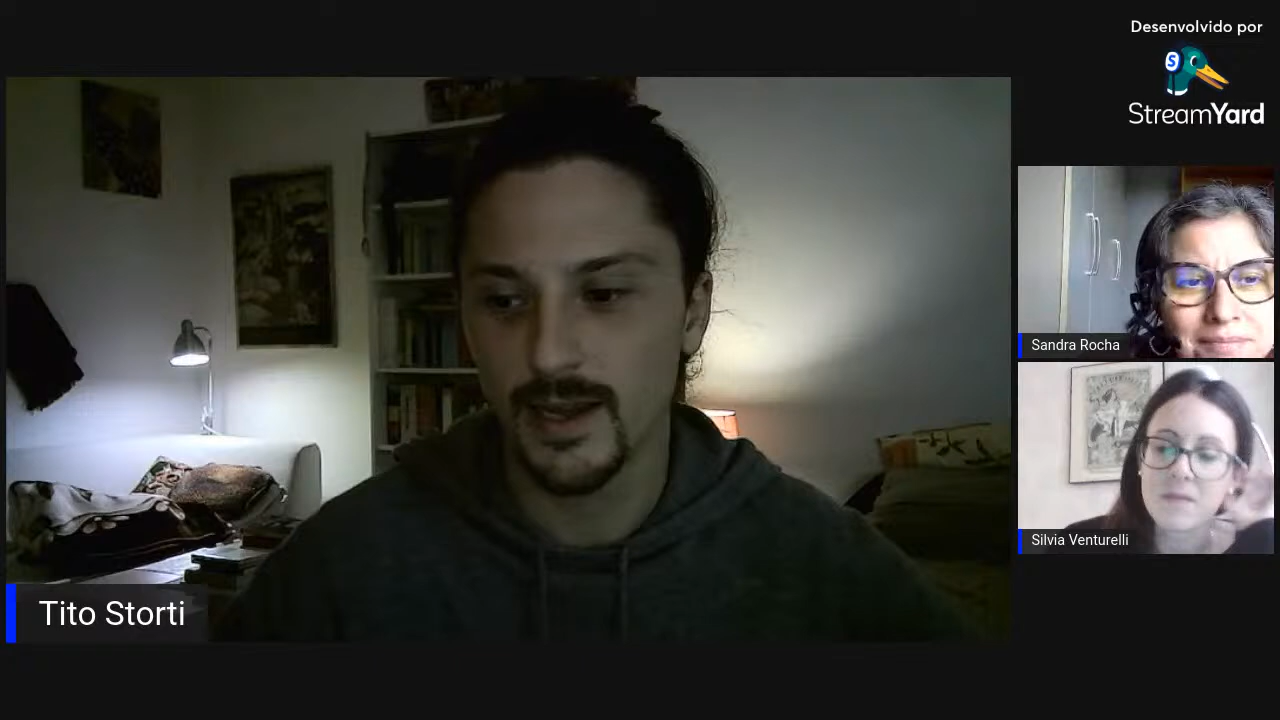 Desenvolvido por
StreamYard
Sandra Rocha
Silvia Venturelli
Tito Storti